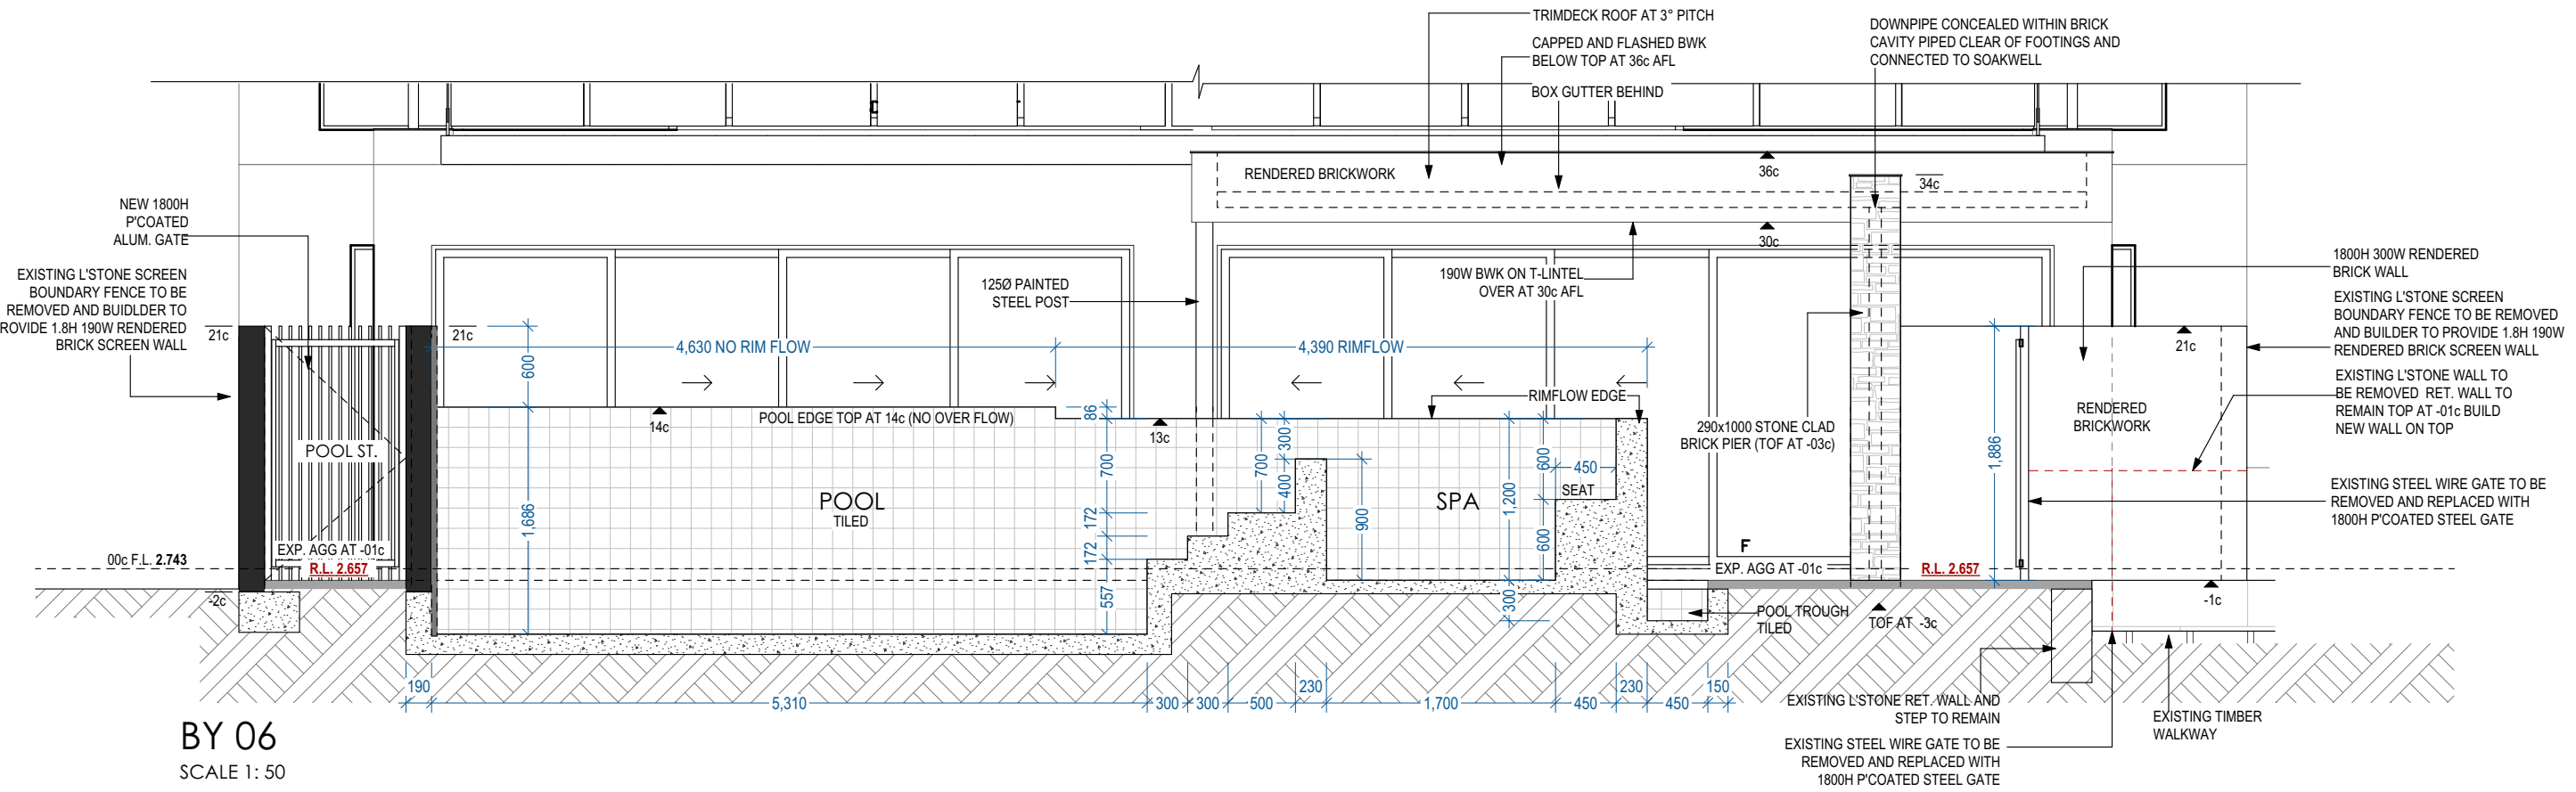 TRIMDECK ROOF AT 3° PITCH
CAPPED AND FLASHED BWK
BELOW TOP AT 36c AFL
BOX GUTTER BEHIND
DOWNPIPE CONCEALED WITHIN BRICK
CAVITY PIPED CLEAR OF FOOTINGS AND
CONNECTED TO SOAKWELL
RENDERED BRICKWORK
36c
34c
30c
NEW 1800H
P'COATED
ALUM. GATE
EXISTING L'STONE SCREEN
BOUNDARY FENCE TO BE
REMOVED AND BUIDLDER TO
ROVIDE 1.8H 190W RENDERED
BRICK SCREEN WALL
21c
21c
600
125Ø PAINTED
STEEL POST
190W BWK ON T-LINTEL
OVER AT 30c AFL
1800H 300W RENDERED
BRICK WALL
EXISTING L'STONE SCREEN
BOUNDARY FENCE TO BE REMOVED
AND BUILDER TO PROVIDE 1.8H 190W
RENDERED BRICK SCREEN WALL
21c
4,630 NO RIM FLOW
4,390 RIMFLOW
RIMFLOW EDGE
EXISTING L'STONE WALL TO
BE REMOVED RET. WALL TO
REMAIN TOP AT -01c BUILD
NEW WALL ON TOP
RENDERED
BRICKWORK
POOL EDGE TOP AT 14c (NO OVER FLOW)
14c
86
13c
290x1000 STONE CLAD
BRICK PIER (TOF AT -03c)
POOL ST.
700
700
300
400
600
450
1,886
SEAT
POOL
TILED
SPA
1,686
172
172
557
900
1,200
600
300
EXISTING STEEL WIRE GATE TO BE
REMOVED AND REPLACED WITH
1800H P'COATED STEEL GATE
EXP. AGG AT -01c
00c F.L. 2.743
R.L. 2.657
F
EXP. AGG AT -01c
R.L. 2.657
-2c
-1c
POOL TROUGH
TILED
TOF AT -3c
190
5,310
300
300
500
230
1,700
450
230
450
150
EXISTING L'STONE RET. WALL AND
STEP TO REMAIN
EXISTING STEEL WIRE GATE TO BE
REMOVED AND REPLACED WITH
1800H P'COATED STEEL GATE
EXISTING TIMBER
WALKWAY
BY 06
SCALE 1: 50